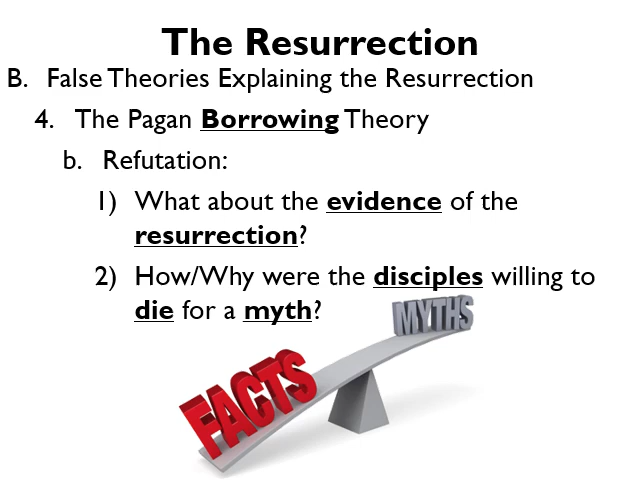 The Resurrection
B. False Theories Explaining the Resurrection
4. The Pagan Borrowing Theory
b. Refutation:
1) What about the evidence of the
resurrection?
2) How/Why were the disciples willing to
die for a myth?
MYTHS
FACTS